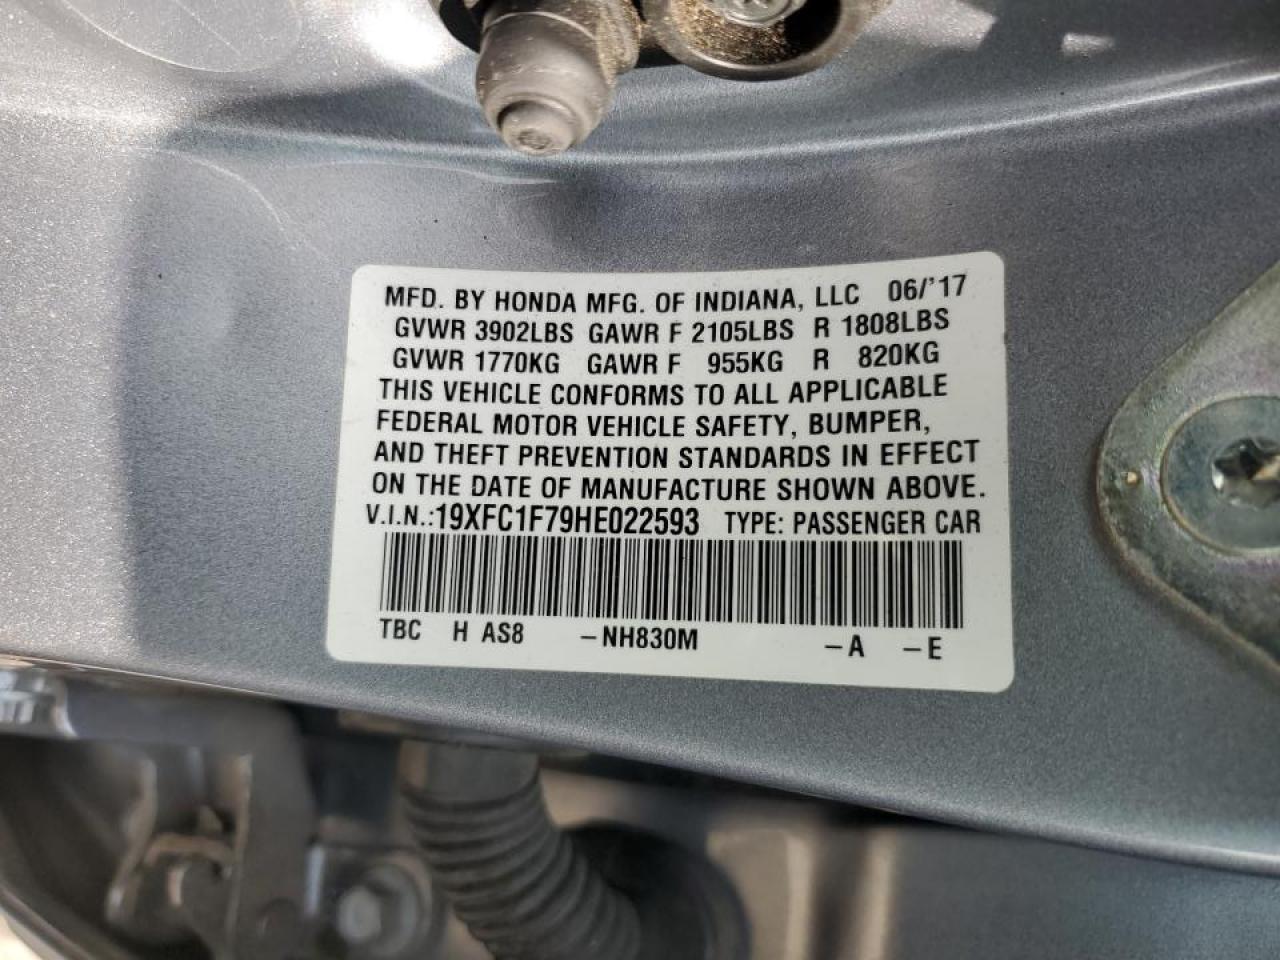 MFD. BY HONDA MFG. OF INDIANA, LLC 06/'17
GVWR 3902LBS GAWR F 2105LBS R 1808LBS
GVWR 1770KG GAWR F 955KG R 820KG
THIS VEHICLE CONFORMS TO ALL APPLICABLE
FEDERAL MOTOR VEHICLE SAFETY, BUMPER,
AND THEFT PREVENTION STANDARDS IN EFFECT
ON THE DATE OF MANUFACTURE SHOWN ABOVE.
V.I.N.:19XFC1F79HE022593 TYPE: PASSENGER CAR
TBC H AS8 -NH830M -A -E